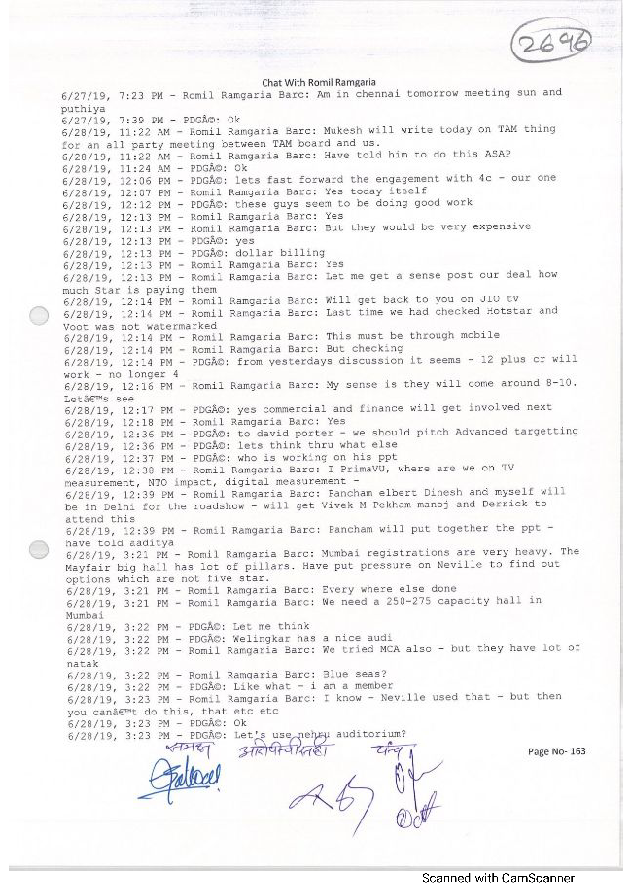 2696
Chat With Romil Ramgaria
6/27/19, 7:23 PM - Romil Ramgaria Barc: Am in chennai tomorrow meeting sun and
puthiya
6/27/19, 7:39 PM - PDGÂ©: Ok
6/28/19, 11:22 AM - Romil Ramgaria Barc: Mukesh will write today on TAM thing
for an all party meeting between TAM board and us.
6/28/19, 11:22 AM - Romil Ramgaria Barc: Have told him to do this ASA?
6/28/19, 11:24 AM - PDGÂ©: Ok
6/28/19, 12:06 PM - PDGÂ©: lets fast forward the engagement with 4c - our one
6/28/19, 12:07 PM - Romil Ramgaria Barc: Yes today itself
6/28/19, 12:12 PM - PDGÂ©: these guys seem to be doing good work
6/28/19, 12:13 PM - Romil Ramgaria Barc: Yes
6/28/19, 12:13 PM - Romil Ramgaria Barc: But they would be very expensive
6/28/19, 12:13 PM - PDGÂ©: yes
6/28/19, 12:13 PM - PDGÂ©: dollar billing
6/28/19, 12:13 PM - Romil Ramgaria Barc: Yes
6/28/19, 12:13 PM - Romil Ramgaria Barc: Let me get a sense post our deal how
much Star is paying them
6/28/19, 12:14 PM - Romil Ramgaria Barc: Will get back to you on JIO tv
6/28/19, 12:14 PM - Romil Ramgaria Barc: Last time we had checked Hotstar and
Voot was not watermarked
6/28/19, 12:14 PM - Romil Ramgaria Barc: This must be through mobile
6/28/19, 12:14 PM - Romil Ramgaria Barc: But checking
6/28/19, 12:14 PM - PDGÂ©: from yesterdays discussion it seems - 12 plus cr will
work - no longer 4
6/28/19, 12:16 PM - Romil Ramgaria Barc: My sense is they will come around 8-10.
Letâ€™s see
6/28/19, 12:17 PM - PDGÂ©: yes commercial and finance will get involved next
6/28/19, 12:18 PM - Romil Ramgaria Barc: Yes
6/28/19, 12:36 PM - PDGÂ©: to david porter - we should pitch Advanced targetting
6/28/19, 12:36 PM - PDGÂ©: lets think thru what else
6/28/19, 12:37 PM - PDGÂ©: who is working on his ppt
6/28/19, 12:38 PM - Romil Ramgaria Barc: I PrimaVU, where are we on TV
measurement, NTO impact, digital measurement -
6/28/19, 12:39 PM - Romil Ramgaria Barc: Pancham elbert Dinesh and myself will
be in Delhi for the roadshow - will get Vivek M Pokham manoj and Derrick to
attend this
6/28/19, 12:39 PM - Romil Ramgaria Barc: Pancham will put together the ppt -
have told aaditya
6/28/19, 3:21 PM - Romil Ramgaria Barc: Mumbai registrations are very heavy. The
Mayfair big hall has lot of pillars. Have put pressure on Neville to find out
options which are not five star.
6/28/19, 3:21 PM - Romil Ramgaria Barc: Every where else done
6/28/19, 3:21 PM - Romil Ramgaria Barc: We need a 250-275 capacity hall in
Mumbai
6/28/19, 3:22 PM - PDGÂ©: Let me think
6/28/19, 3:22 PM - PDGÂ©: Welingkar has a nice audi
6/28/19, 3:22 PM - Romil Ramgaria Barc: We tried MCA also - but they have lot of
natak
6/28/19, 3:22 PM - Romil Ramgaria Barc: Blue seas?
6/28/19, 3:22 PM - PDGÂ©: Like what - i am a member
6/28/19, 3:23 PM - Romil Ramgaria Barc: I know - Neville used that - but then
you canâ€™t do this, that etc etc
6/28/19, 3:23 PM - PDGÂ©: Ok
6/28/19, 3:23 PM - PDGÂ©: Let's use nehru auditorium?
समक्ष
Page No- 163
Scanned with CamScanner